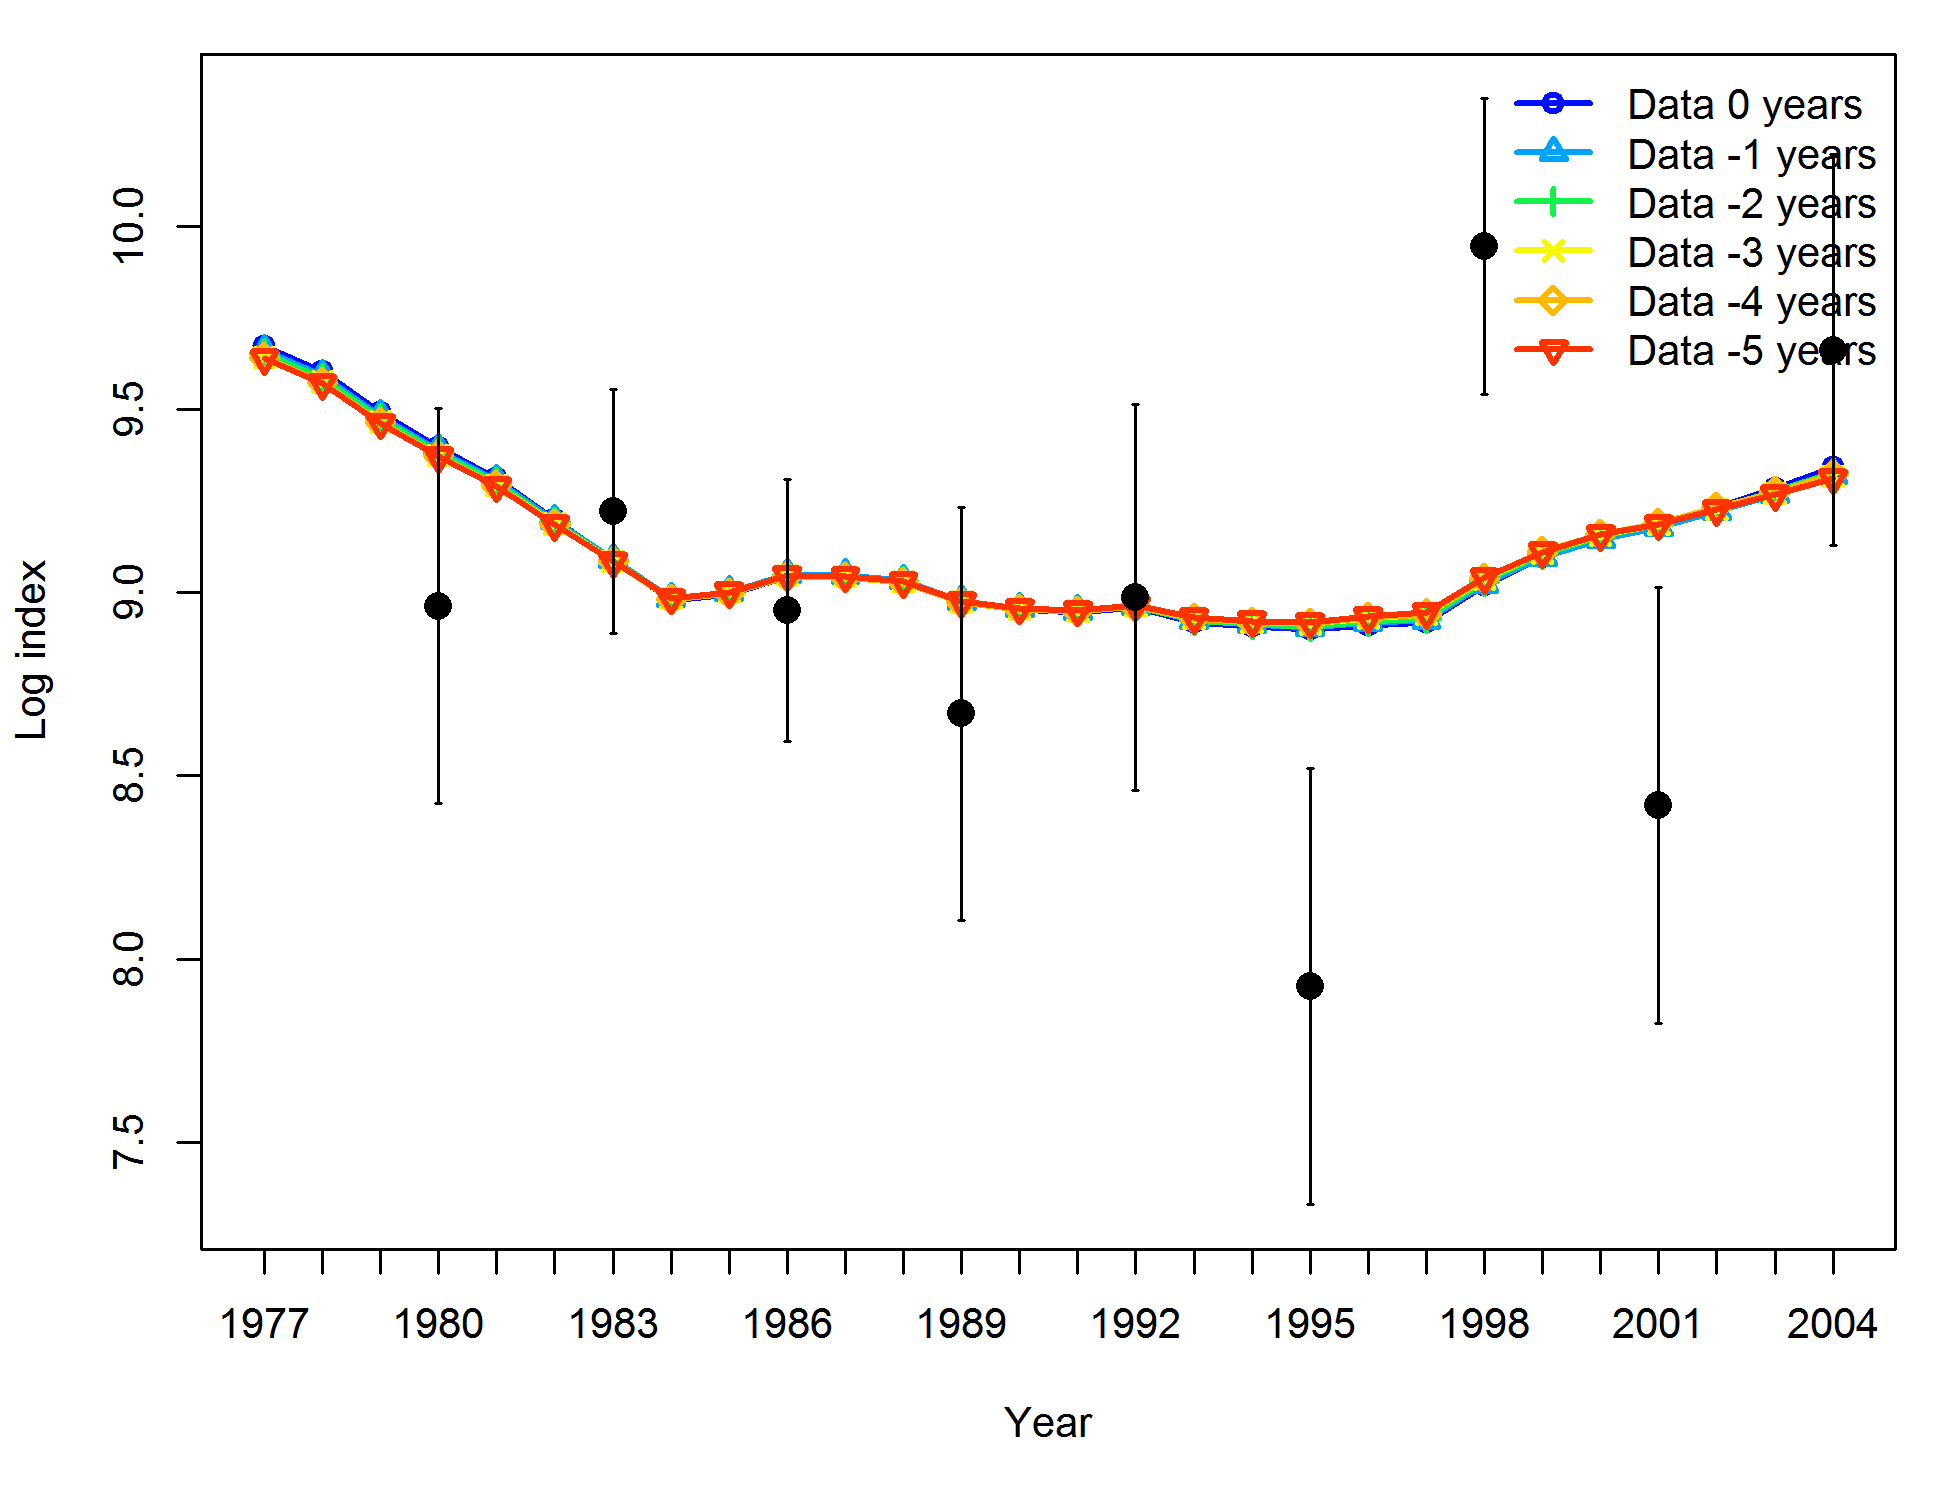 Data 0 years
Data -1 years
Data -2 years
Data -3 years
Data -4 years
Data -5 years
10.0
9.5
9.0
8.5
8.0
7.5
Log index
1977 1980 1983 1986 1989 1992 1995 1998 2001 2004
Year